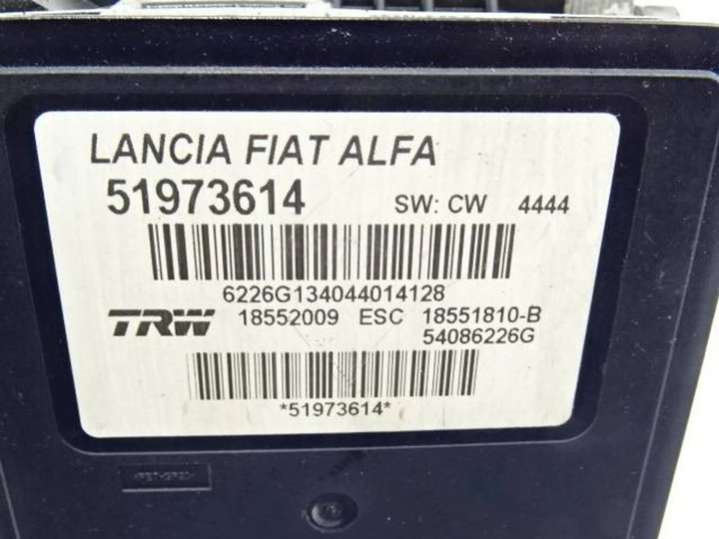 LANCIA FIAT ALFA
51973614 SW: CW 4444
6226G134044014128
TRW 18552009 ESC 18551810-B
54086226G
*51973614*